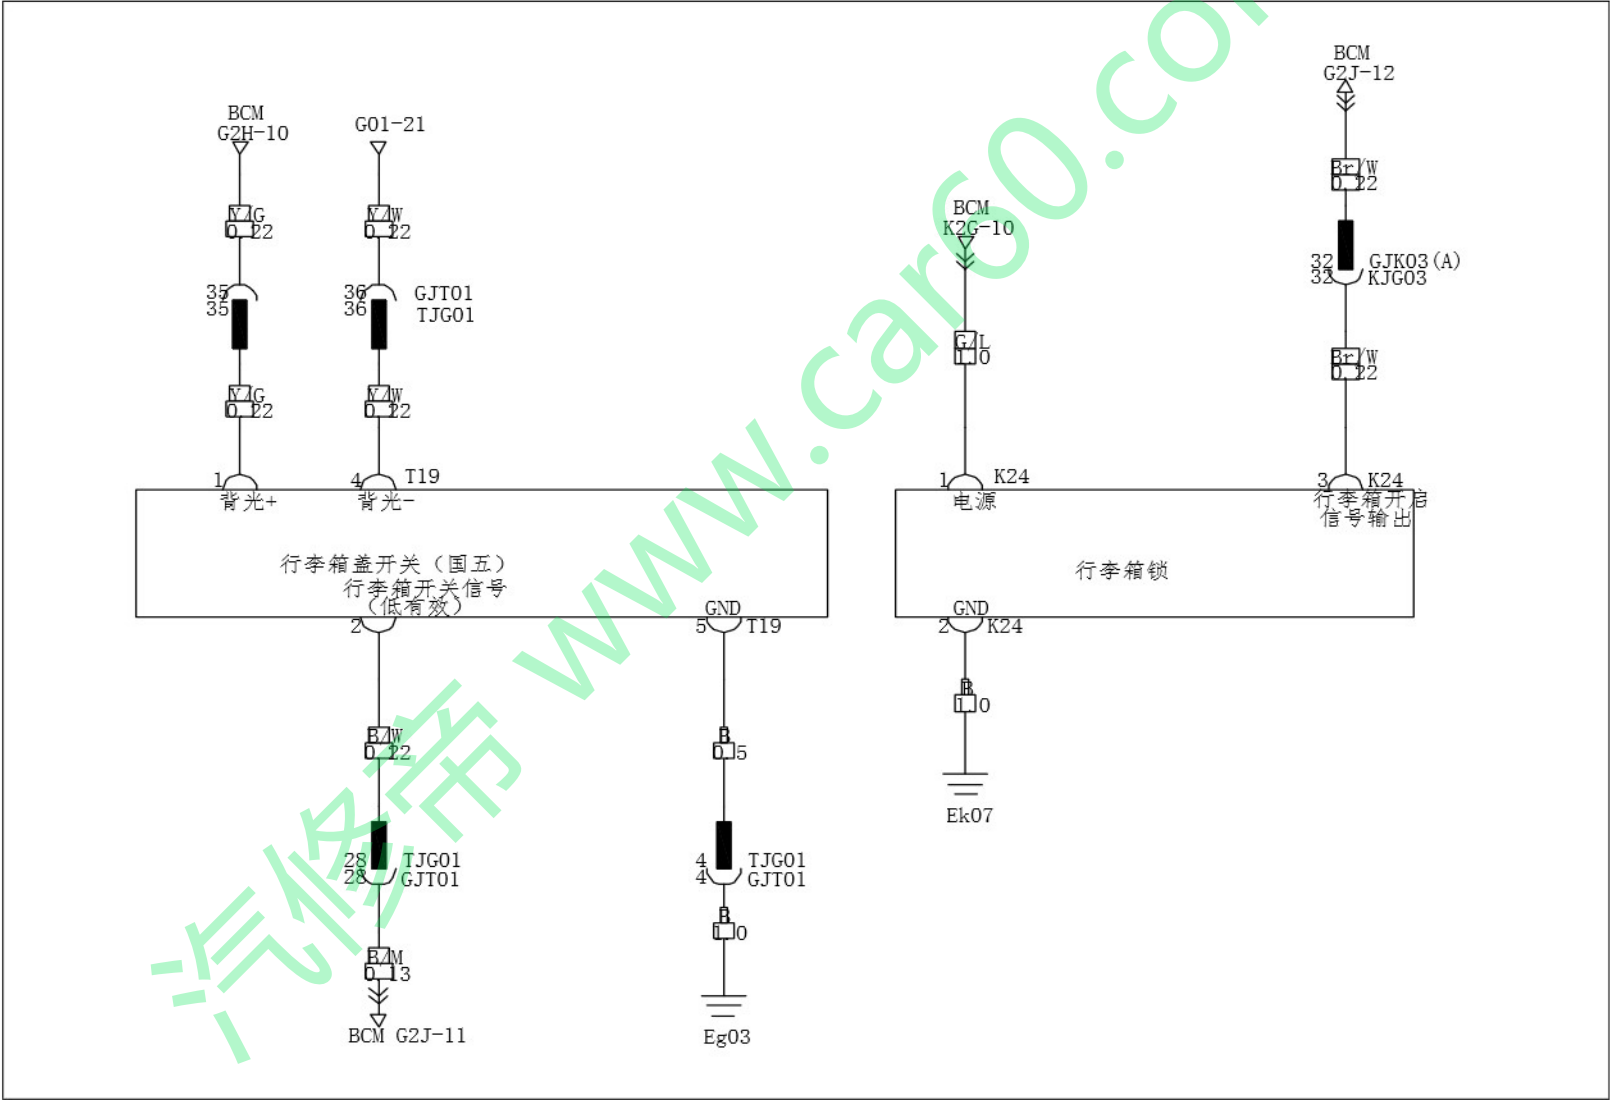 BCM
G2H-10
G01-21
Y/G
0.22
Y/W
0.22
35
35
36
36
GJT01
TJG01
Y/G
0.22
Y/W
0.22
1
4
T19
背光+
背光-
行李箱盖开关（国五）
行李箱开关信号
（低有效）
GND
2
5
T19
B/W
0.22
B
0.5
28
28
TJG01
GJT01
4
4
TJG01
GJT01
B/M
0.13
B
1.0
BCM G2J-11
Eg03
BCM
K2G-10
G/L
1.0
BCM
G2J-12
Br/W
0.22
32
32
GJK03(A)
KJG03
Br/W
0.22
1
K24
3
K24
电源
行李箱开启
信号输出
行李箱锁
GND
2
K24
B
1.0
Ek07
汽修帝 www.car60.co